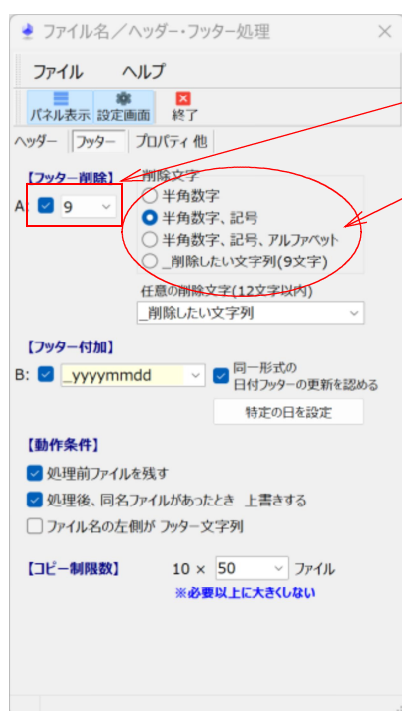 ファイル名／ヘッダー・フッター処理
ファイル ヘルプ
パネル表示 設定画面 終了
ヘッダー フッター プロパティ 他
【フッター削除】 削除文字
A: 9
半角数字
半角数字、記号
半角数字、記号、アルファベット
_削除したい文字列(9文字)
任意の削除文字(12文字以内)
_削除したい文字列
【フッター付加】
B: _yyyymmdd 同一形式の
日付フッターの更新を認める
特定の日を設定
【動作条件】
処理前ファイルを残す
処理後、同名ファイルがあったとき 上書きする
ファイル名の左側が フッター文字列
【コピー制限数】 10 × 50 ファイル
※必要以上に大きくしない